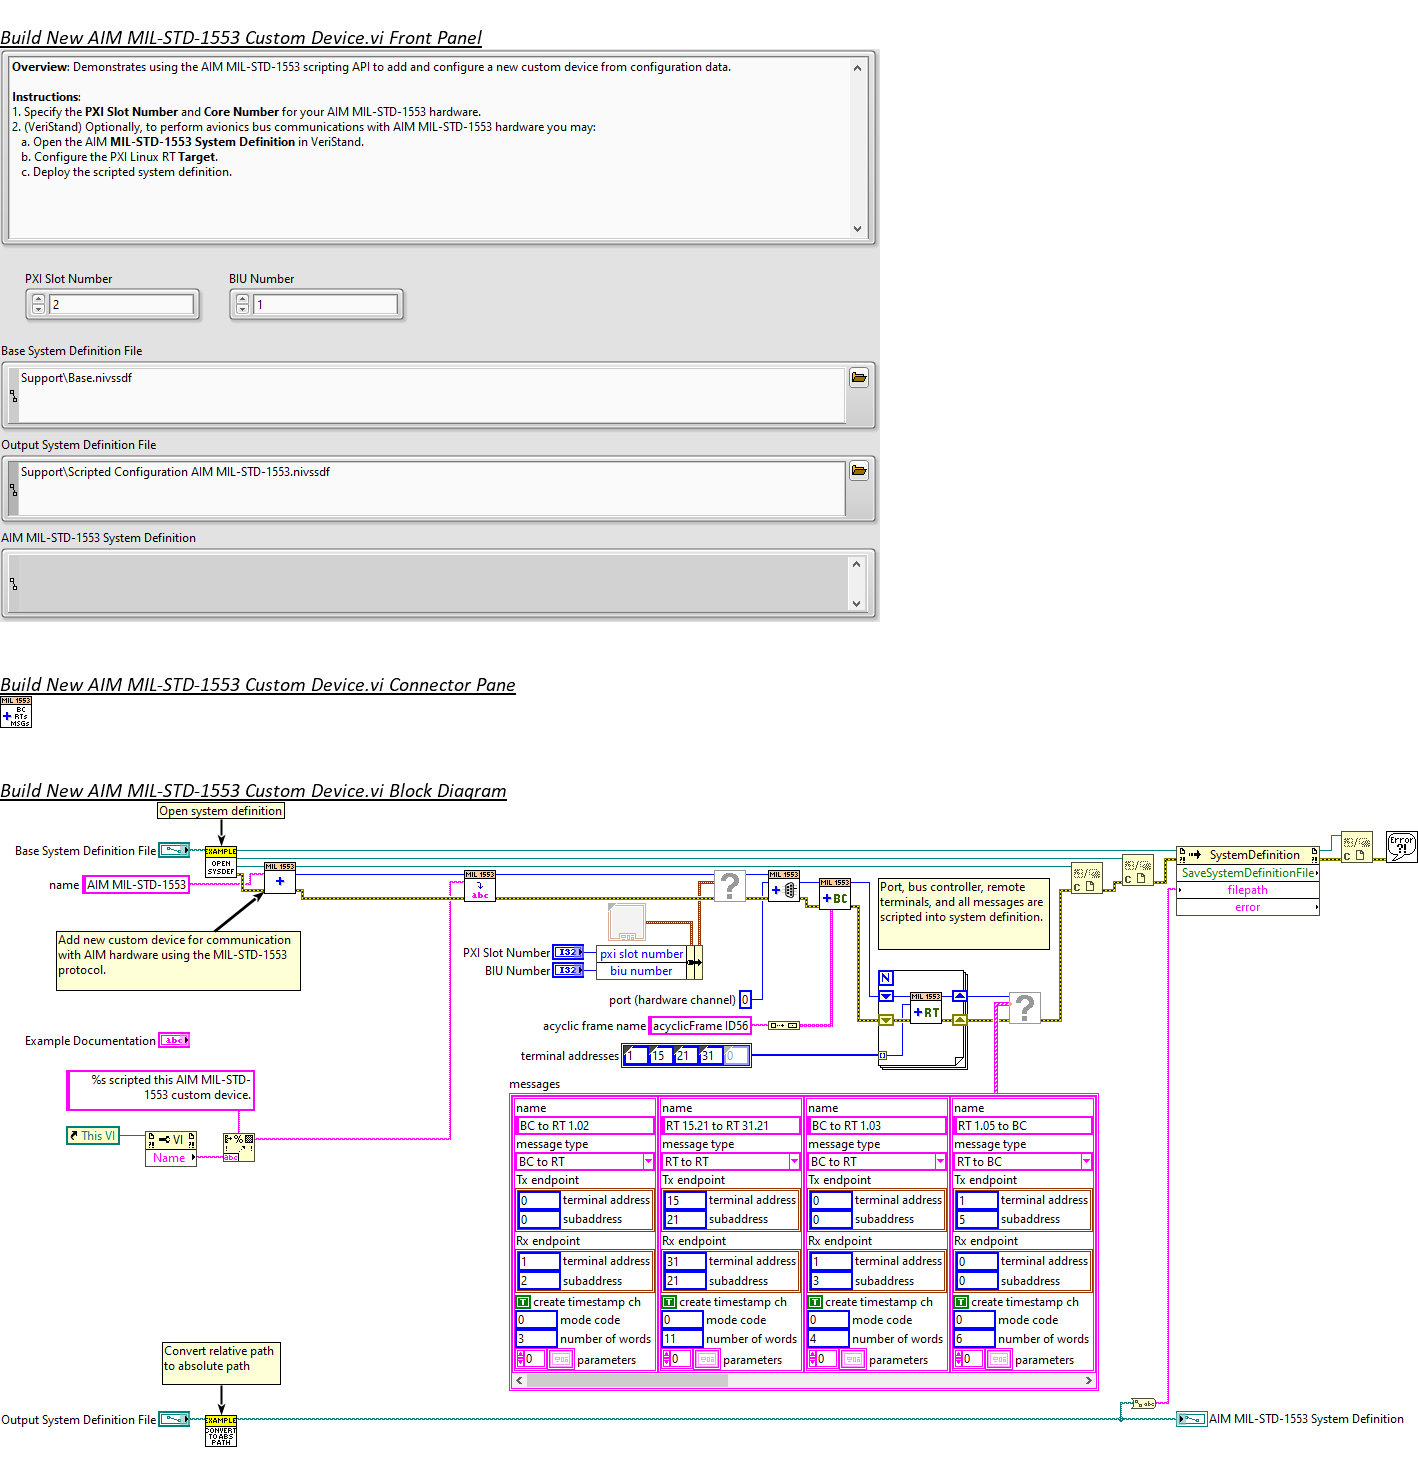 Build New AIM MIL-STD-1553 Custom Device.vi Front Panel
Overview: Demonstrates using the AIM MIL-STD-1553 scripting API to add and configure a new custom device from configuration data.
Instructions:
1. Specify the PXI Slot Number and Core Number for your AIM MIL-STD-1553 hardware.
2. (VeriStand) Optionally, to perform avionics bus communications with AIM MIL-STD-1553 hardware you may:
a. Open the AIM MIL-STD-1553 System Definition in VeriStand.
b. Configure the PXI Linux RT Target.
c. Deploy the scripted system definition.
PXI Slot Number BIU Number
2 1
Base System Definition File
Support\Base.nivssdf
Output System Definition File
Support\Scripted Configuration AIM MIL-STD-1553.nivssdf
AIM MIL-STD-1553 System Definition
Build New AIM MIL-STD-1553 Custom Device.vi Connector Pane
MIL 1553
BC
+ RTs
MSGs
Build New AIM MIL-STD-1553 Custom Device.vi Block Diagram
Open system definition
Base System Definition File
EXAMPLE
OPEN
SYSDEF
name AIM MIL-STD-1553
MIL 1553
+
MIL 1553
abc
?
MIL 1553
+
MIL 1553
+BC
Port, bus controller, remote
terminals, and all messages are
scripted into system definition.
SystemDefinition
SaveSystemDefinitionFile
filepath
error
Error
?!
Add new custom device for communication
with AIM hardware using the MIL-STD-1553
protocol.
PXI Slot Number I32 pxi slot number
BIU Number I32 biu number
port (hardware channel) 0
acyclic frame name acyclicFrame ID56
terminal addresses 1 15 21 31 0
N
MIL 1553
+RT
?
Example Documentation abc
%s scripted this AIM MIL-STD-
1553 custom device.
This VI
VI
Name
messages
name name name name
BC to RT 1.02 RT 15.21 to RT 31.21 BC to RT 1.03 RT 1.05 to BC
message type message type message type message type
BC to RT RT to RT BC to RT RT to BC
Tx endpoint Tx endpoint Tx endpoint Tx endpoint
0 terminal address 15 terminal address 0 terminal address 1 terminal address
0 subaddress 21 subaddress 0 subaddress 5 subaddress
Rx endpoint Rx endpoint Rx endpoint Rx endpoint
1 terminal address 31 terminal address 1 terminal address 0 terminal address
2 subaddress 21 subaddress 3 subaddress 0 subaddress
T create timestamp ch T create timestamp ch T create timestamp ch T create timestamp ch
0 mode code 0 mode code 0 mode code 0 mode code
3 number of words 11 number of words 4 number of words 6 number of words
0 parameters 0 parameters 0 parameters 0 parameters
Convert relative path
to absolute path
Output System Definition File
EXAMPLE
CONVERT
TO ABS
PATH
AIM MIL-STD-1553 System Definition